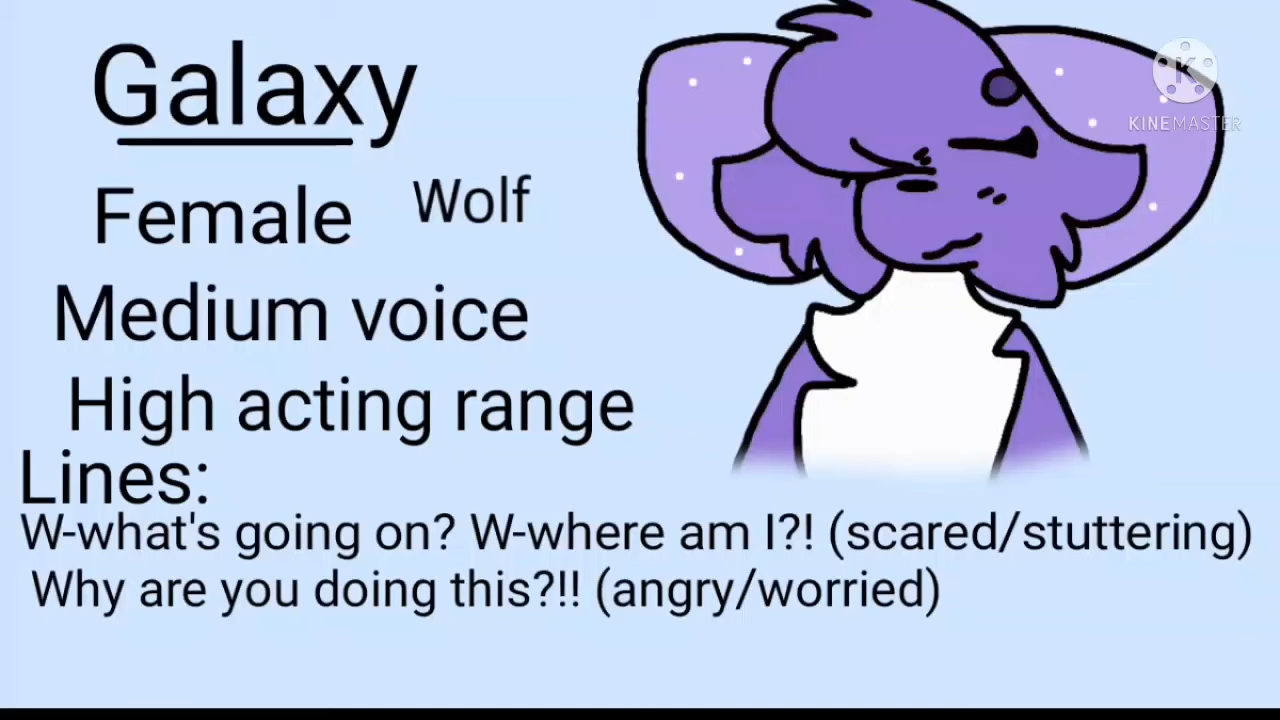 Galaxy
Female
Wolf
Medium voice
High acting range
Lines:
W-what's going on? W-where am I?! (scared/stuttering)
Why are you doing this?!! (angry/worried)
K
KINEMASTER